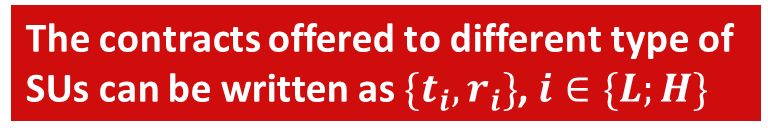 The contracts offered to different type of
SUs can be written as {𝒕ᵢ, 𝒓ᵢ}, 𝒊 ∈ {𝑳; 𝑯}